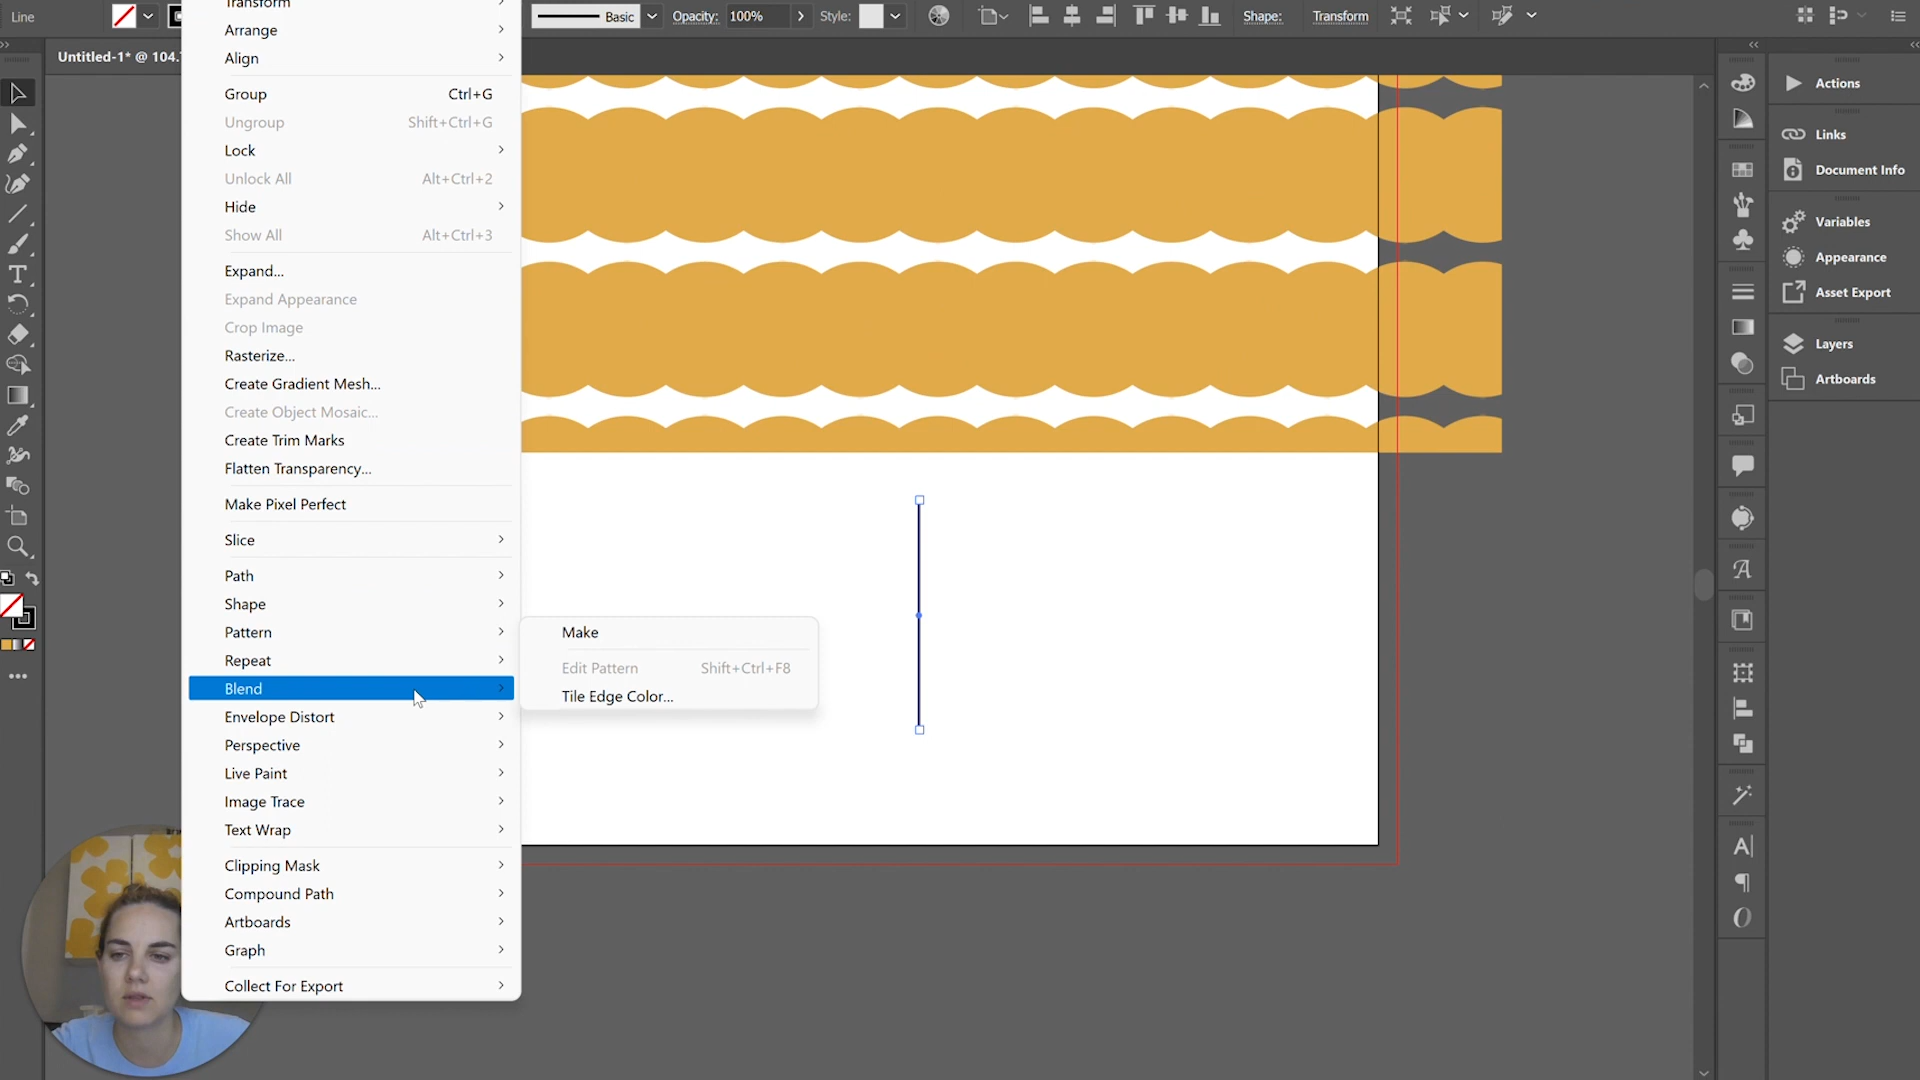 Line
Basic
Opacity:
100%
Style:
Shape:
Transform
Untitled-1* @ 104.
Transform
Arrange
Align
Group Ctrl+G
Ungroup Shift+Ctrl+G
Lock
Unlock All Alt+Ctrl+2
Hide
Show All Alt+Ctrl+3
Expand...
Expand Appearance
Crop Image
Rasterize...
Create Gradient Mesh...
Create Object Mosaic...
Create Trim Marks
Flatten Transparency...
Make Pixel Perfect
Slice
Path
Shape
Pattern
Repeat
Blend
Envelope Distort
Perspective
Live Paint
Image Trace
Text Wrap
Clipping Mask
Compound Path
Artboards
Graph
Collect For Export
Make
Edit Pattern Shift+Ctrl+F8
Tile Edge Color...
Actions
Links
Document Info
Variables
Appearance
Asset Export
Layers
Artboards